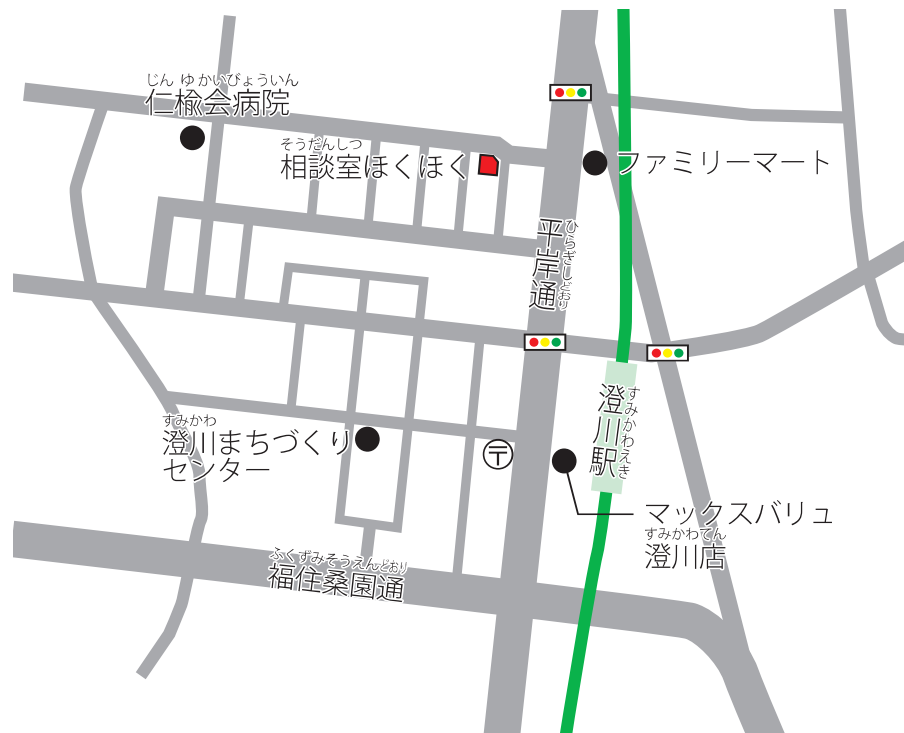 じんゆかいびょういん
仁楡会病院
そうだんしつ
相談室ほくほく
ファミリーマート
ひらぎしどおり
平岸通
すみかわえき
澄川駅
すみかわ
澄川まちづくり
センター
〒
マックスバリュ
すみかわてん
澄川店
ふくずみそうえんどおり
福住桑園通